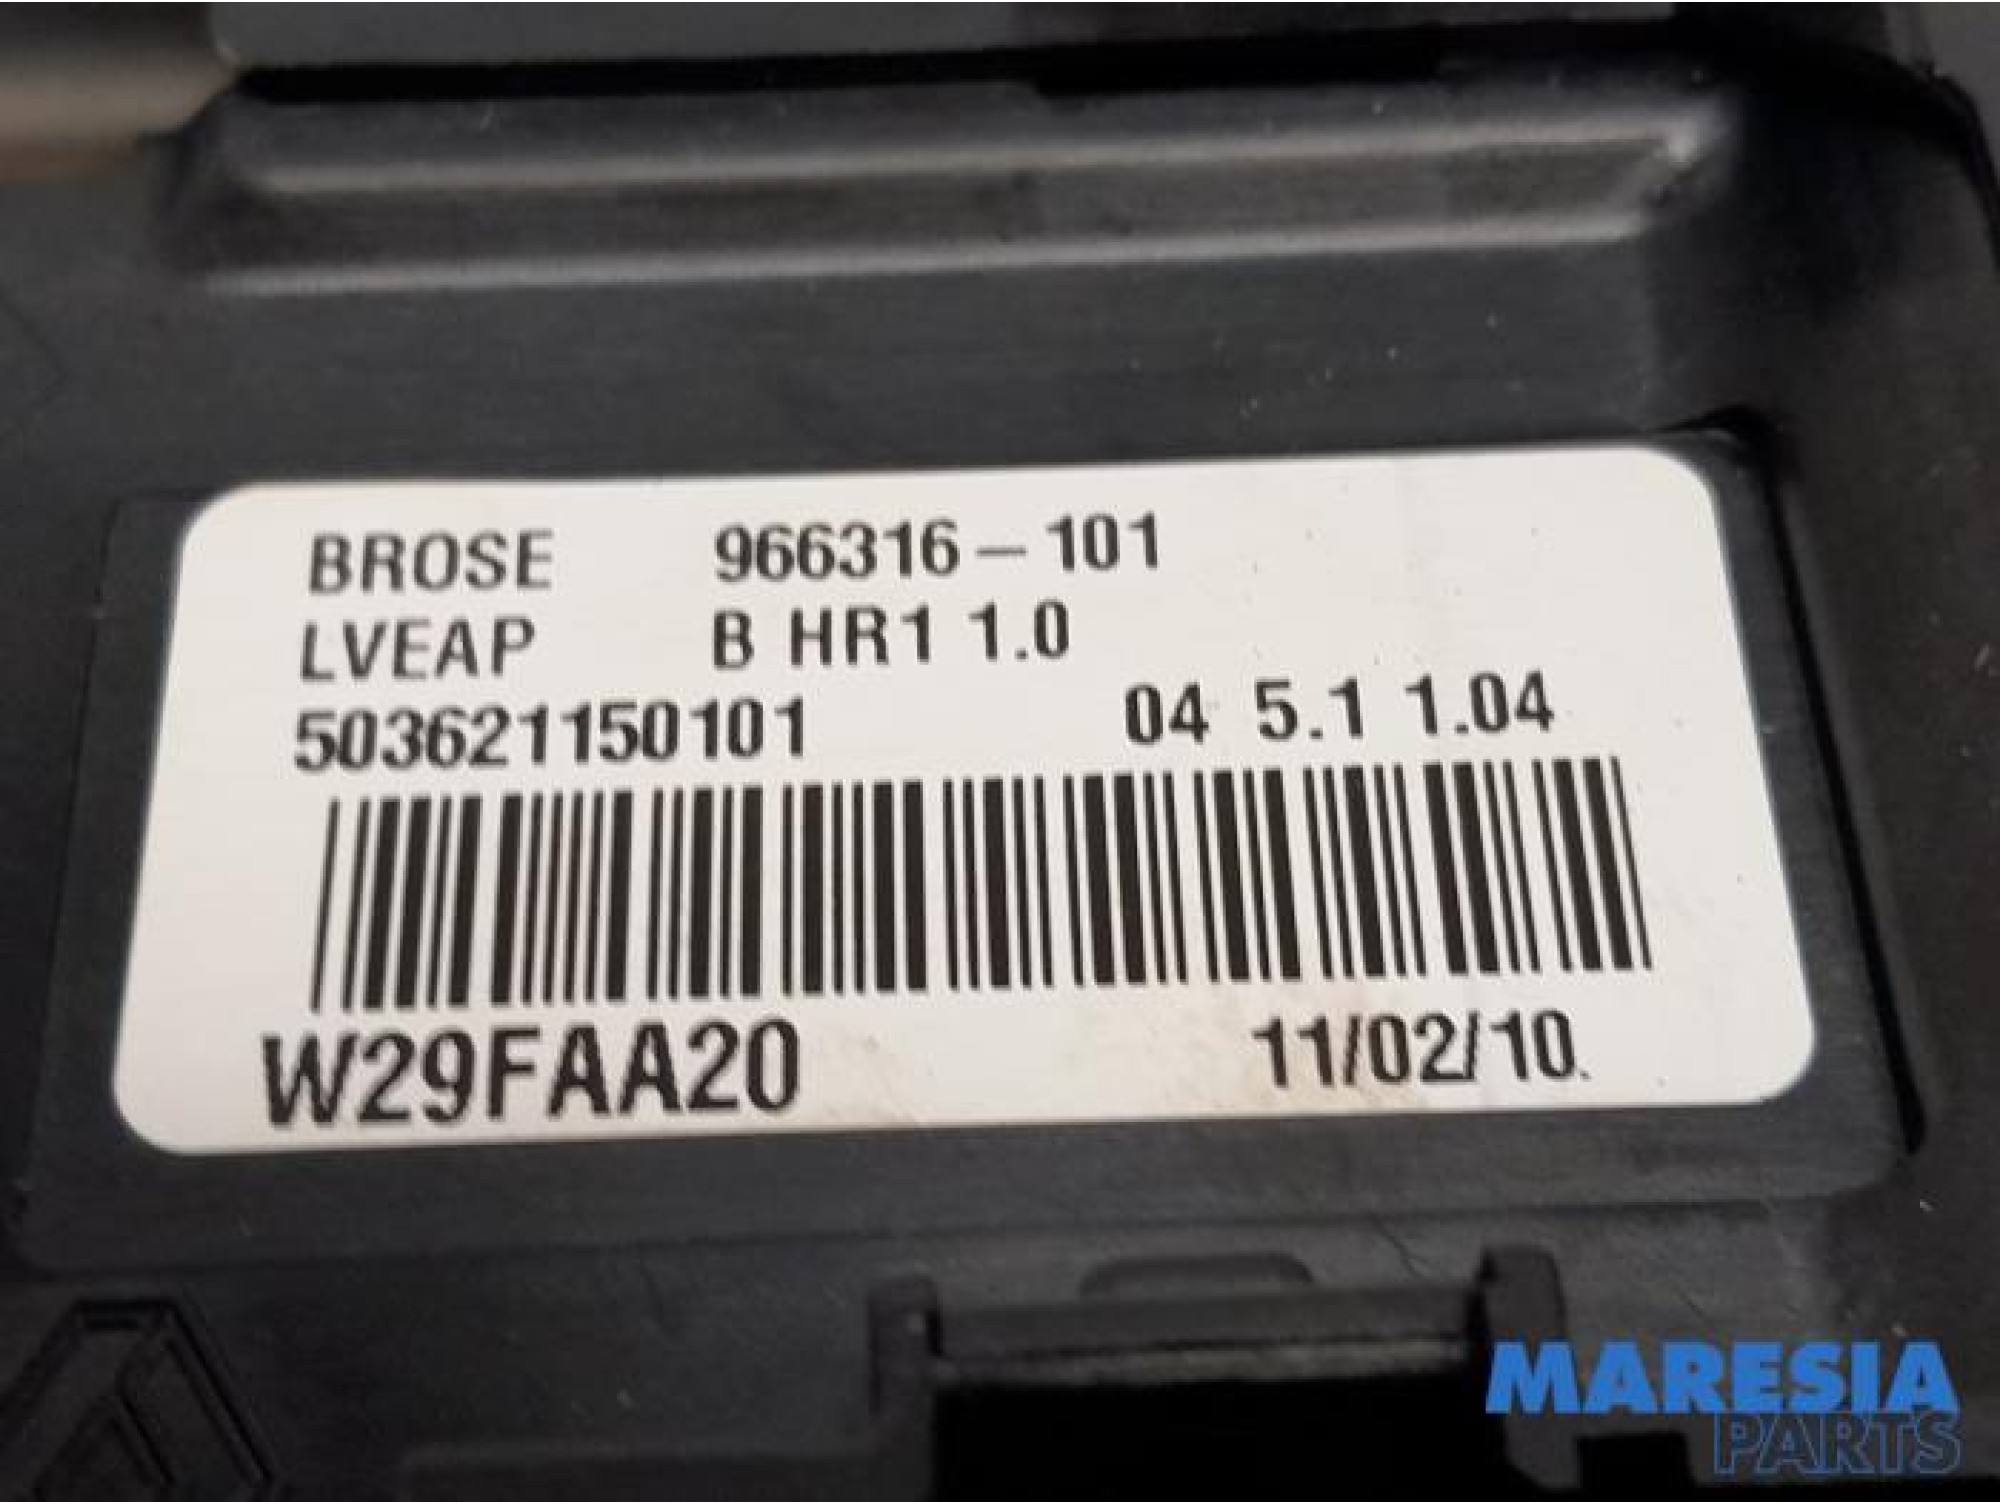 BROSE 966316-101
LVEAP B HR1 1.0
503621150101 04 5.1 1.04
W29FAA20 11/02/10.
MARESIA
PARTS